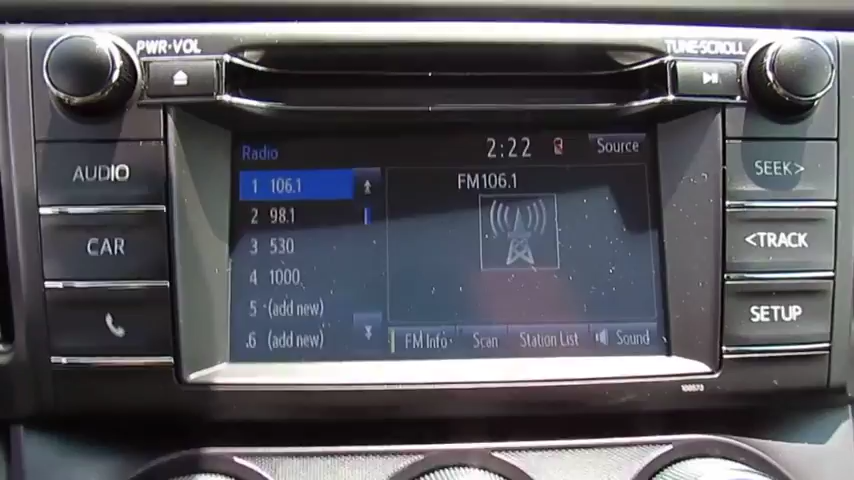 PWR·VOL
TUNE·SCROLL
AUDIO
CAR
SEEK>
<TRACK
SETUP
Radio
2:22
Source
1 106.1
2 98.1
3 530
4 1000
5 (add new)
6 (add new)
FM106.1
FM Info
Scan
Station List
Sound